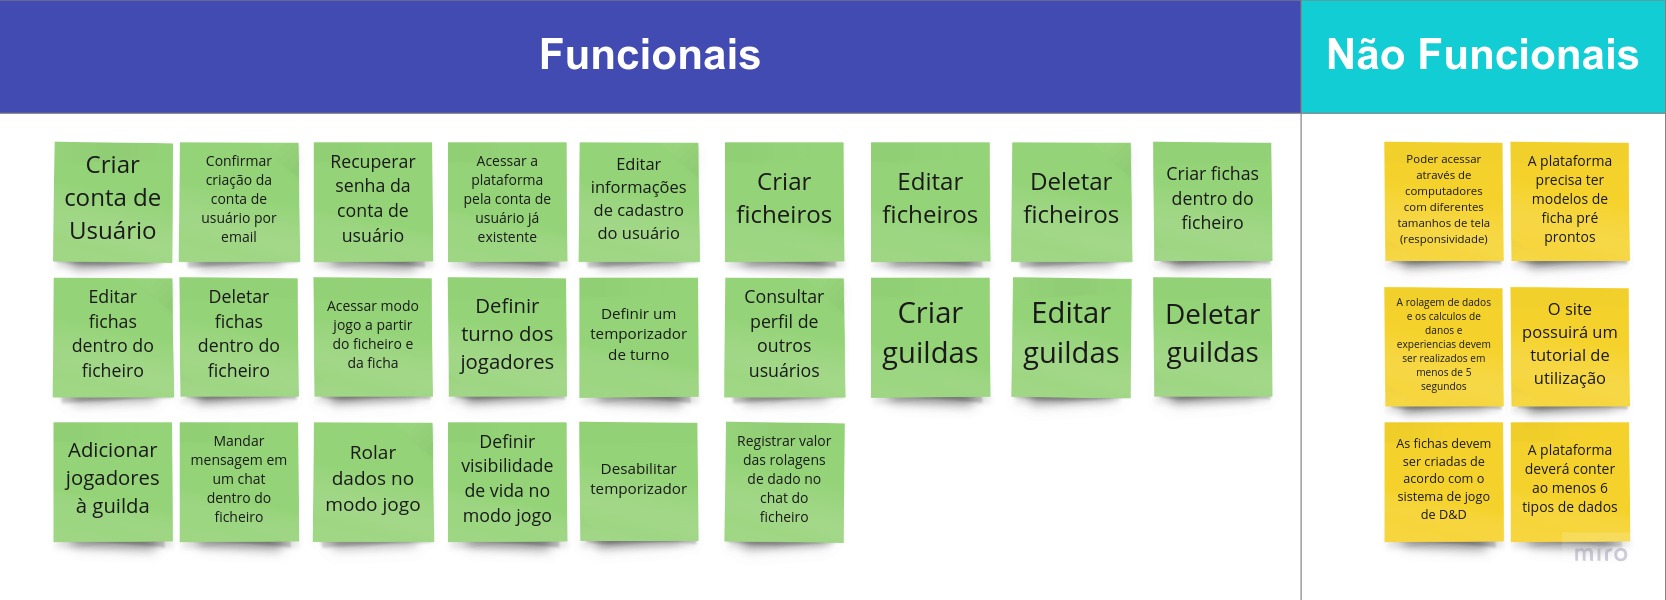 Funcionais
Não Funcionais
Criar
conta de
Usuário
Confirmar
criação da
conta de
usuário por
email
Recuperar
senha da
conta de
usuário
Acessar a
plataforma
pela conta de
usuário já
existente
Editar
informações
de cadastro
do usuário
Criar
ficheiros
Editar
ficheiros
Deletar
ficheiros
Criar fichas
dentro do
ficheiro
Editar
fichas
dentro do
ficheiro
Deletar
fichas
dentro do
ficheiro
Acessar modo
jogo a partir
do ficheiro e
da ficha
Definir
turno dos
jogadores
Definir um
temporizador
de turno
Consultar
perfil de
outros
usuários
Criar
guildas
Editar
guildas
Deletar
guildas
Adicionar
jogadores
à guilda
Mandar
mensagem em
um chat
dentro do
ficheiro
Rolar
dados no
modo jogo
Definir
visibilidade
de vida no
modo jogo
Desabilitar
temporizador
Registrar valor
das rolagens
de dado no
chat do
ficheiro
Poder acessar
através de
computadores
com diferentes
tamanhos de tela
(responsividade)
A plataforma
precisa ter
modelos de
ficha pré
prontos
A rolagem de dados
e os calculos de
danos e
experiencias devem
ser realizados em
menos de 5
segundos
O site
possuirá um
tutorial de
utilização
As fichas devem
ser criadas de
acordo com o
sistema de jogo
de D&D
A plataforma
deverá conter
ao menos 6
tipos de dados
miro